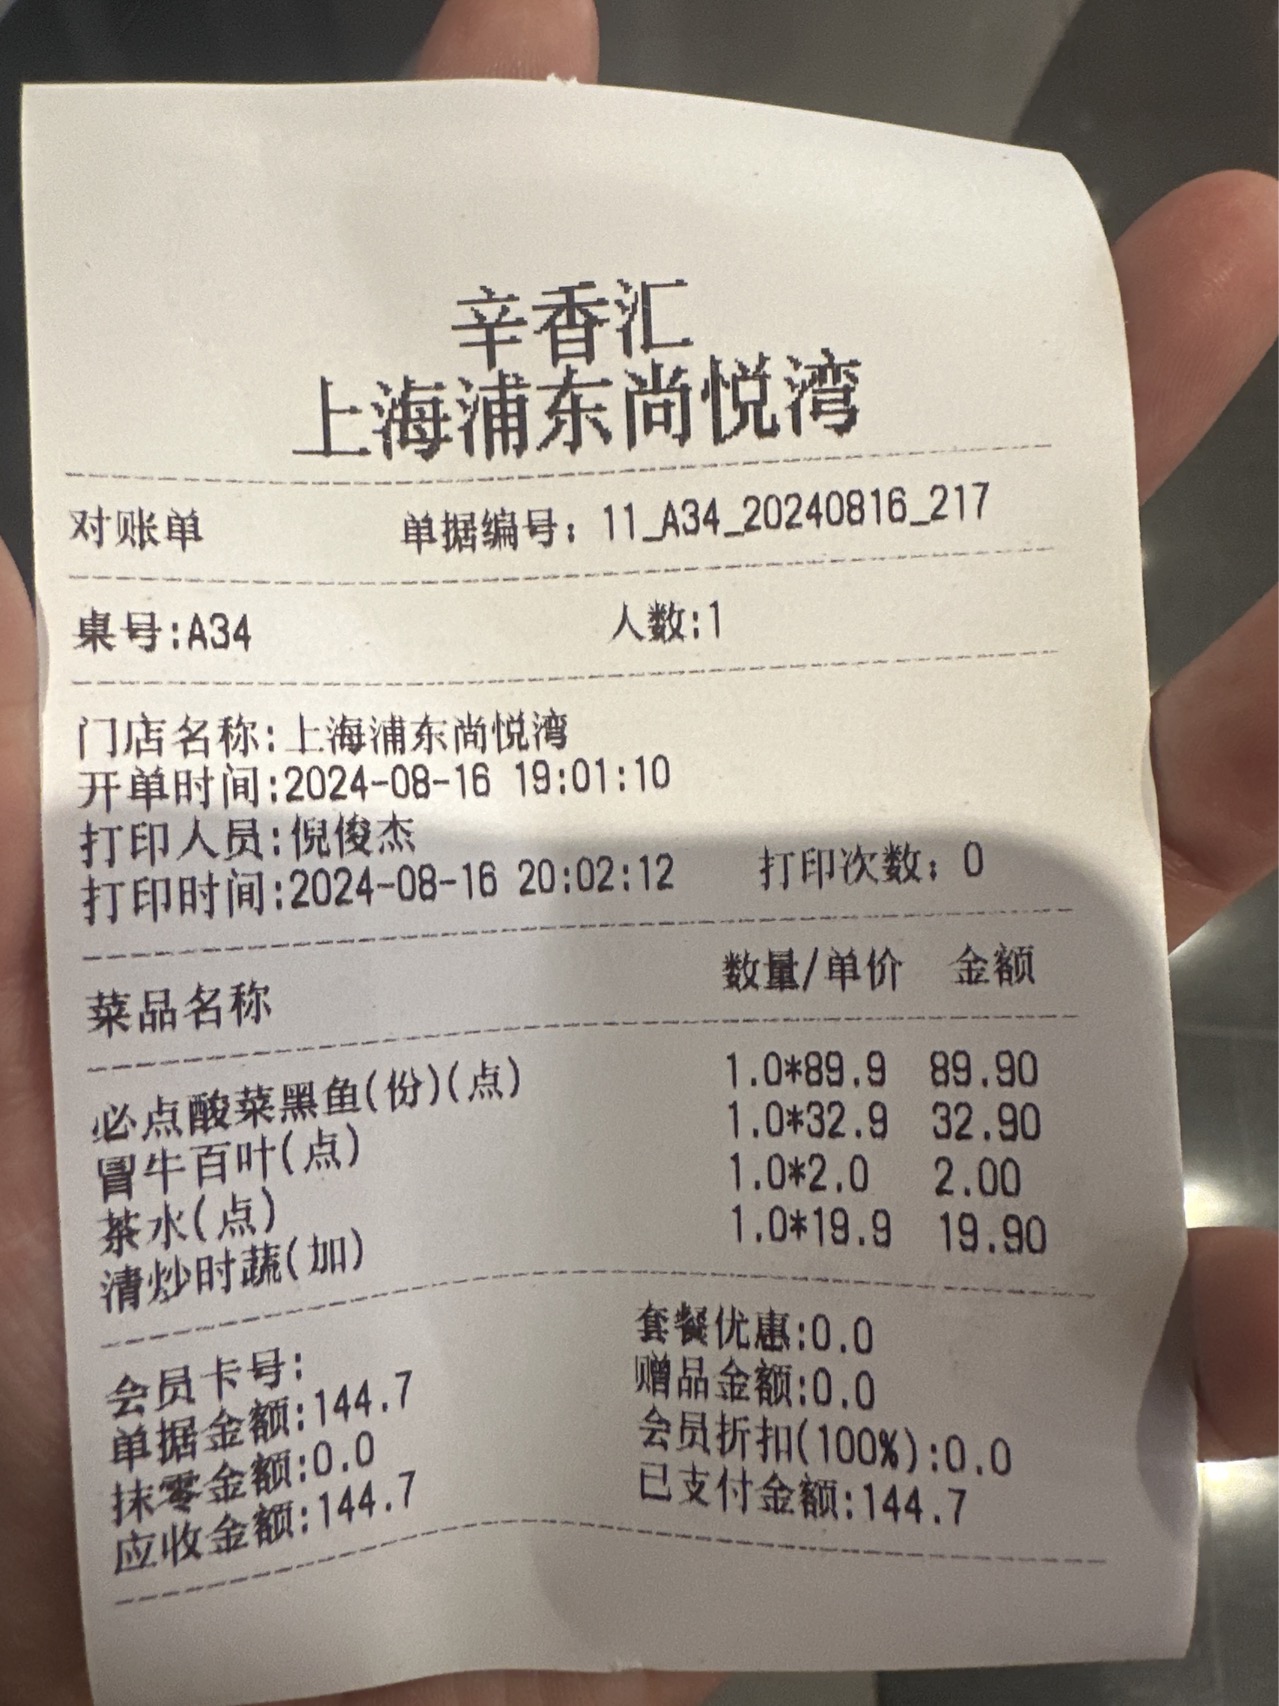 辛香汇
上海浦东尚悦湾
对账单 单据编号：11_A34_20240816_217
桌号:A34 人数:1
门店名称:上海浦东尚悦湾
开单时间:2024-08-16 19:01:10
打印人员:倪俊杰
打印时间:2024-08-16 20:02:12 打印次数：0
菜品名称 数量/单价 金额
必点酸菜黑鱼(份)(点) 1.0*89.9 89.90
冒牛百叶(点) 1.0*32.9 32.90
茶水(点) 1.0*2.0 2.00
清炒时蔬(加) 1.0*19.9 19.90
会员卡号: 套餐优惠:0.0
单据金额:144.7 赠品金额:0.0
抹零金额:0.0 会员折扣(100%):0.0
应收金额:144.7 已支付金额:144.7